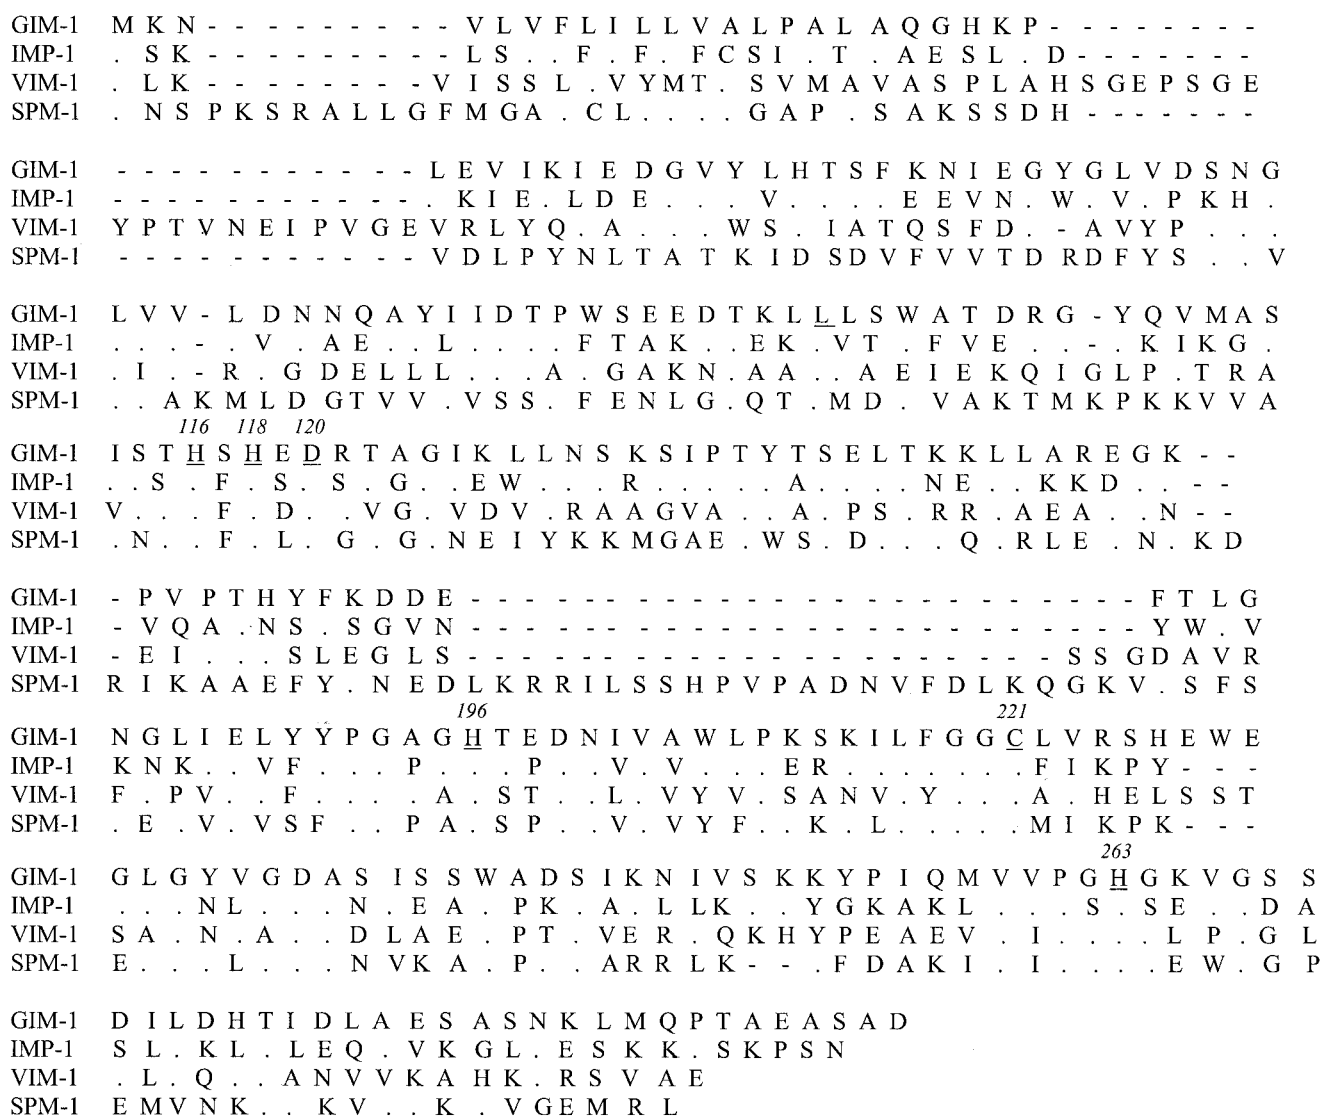 GIM-1 M K N - - - - - - - - - V L V F L I L L V A L P A L A Q G H K P - - - - - - - -
IMP-1 . S K - - - - - - - - - L S . . F . F . F C S I . T . A E S L . D - - - - - - -
VIM-1 . L K - - - - - - - - V I S S L . V Y M T . S V M A V A S P L A H S G E P S G E
SPM-1 . N S P K S R A L L G F M G A . C L . . . . G A P . S A K S S D H - - - - - - -
GIM-1 - - - - - - - - - - - L E V I K I E D G V Y L H T S F K N I E G Y G L V D S N G
IMP-1 - - - - - - - - - - - . K I E . L D E . . . V . . . . E E V N . W . V . P K H .
VIM-1 Y P T V N E I P V G E V R L Y Q . A . . . W S . I A T Q S F D . - A V Y P . . .
SPM-1 - - - - - - - - - - - V D L P Y N L T A T K I D S D V F V V T D R D F Y S . . V
GIM-1 L V V - L D N N Q A Y I I D T P W S E E D T K L L L S W A T D R G - Y Q V M A S
IMP-1 . . . - . V . A E . . L . . . . F T A K . . E K . V T . F V E . . - . K I K G .
VIM-1 . I . - R . G D E L L L . . . A . G A K N . A A . . A E I E K Q I G L P . T R A
SPM-1 . . A K M L D G T V V . V S S . F E N L G . Q T . M D . V A K T M K P K K V V A
116 118 120
GIM-1 I S T H S H E D R T A G I K L L N S K S I P T Y T S E L T K K L L A R E G K - -
IMP-1 . . S . F . S . S . G . . E W . . . R . . . . . A . . . . N E . . K K D . . - -
VIM-1 V . . . F . D . . V G . V D V . R A A G V A . . A . P S . R R . A E A . . N - -
SPM-1 . N . . F . L . G . G . N E I Y K K M G A E . W S . D . . . Q . R L E . N . K D
GIM-1 - P V P T H Y F K D D E - - - - - - - - - - - - - - - - - - - - - - - - F T L G
IMP-1 - V Q A . N S . S G V N - - - - - - - - - - - - - - - - - - - - - - - - Y W . V
VIM-1 - E I . . . S L E G L S - - - - - - - - - - - - - - - - - - - - - S S G D A V R
SPM-1 R I K A A E F Y . N E D L K R R I L S S H P V P A D N V F D L K Q G K V . S F S
196 221
GIM-1 N G L I E L Y Y P G A G H T E D N I V A W L P K S K I L F G G C L V R S H E W E
IMP-1 K N K . . V F . . . P . . . P . . V . V . . . E R . . . . . . . F I K P Y - - -
VIM-1 F . P V . . F . . . . A . S T . . L . V Y V . S A N V . Y . . . A . H E L S S T
SPM-1 . E . V . V S F . . P A . S P . . V . V Y F . . K . L . . . . . M I K P K - - -
263
GIM-1 G L G Y V G D A S I S S W A D S I K N I V S K K Y P I Q M V V P G H G K V G S S
IMP-1 . . . N L . . . N . E A . P K . A . L L K . . Y G K A K L . . . S . S E . . D A
VIM-1 S A . N . A . . D L A E . P T . V E R . Q K H Y P E A E V . I . . . . L P . G L
SPM-1 E . . . L . . . N V K A . P . . A R R L K - - . F D A K I . I . . . . E W . G P
GIM-1 D I L D H T I D L A E S A S N K L M Q P T A E A S A D
IMP-1 S L . K L . L E Q . V K G L . E S K K . S K P S N
VIM-1 . L . Q . . A N V V K A H K . R S V A E
SPM-1 E M V N K . . K V . . K . V G E M R L